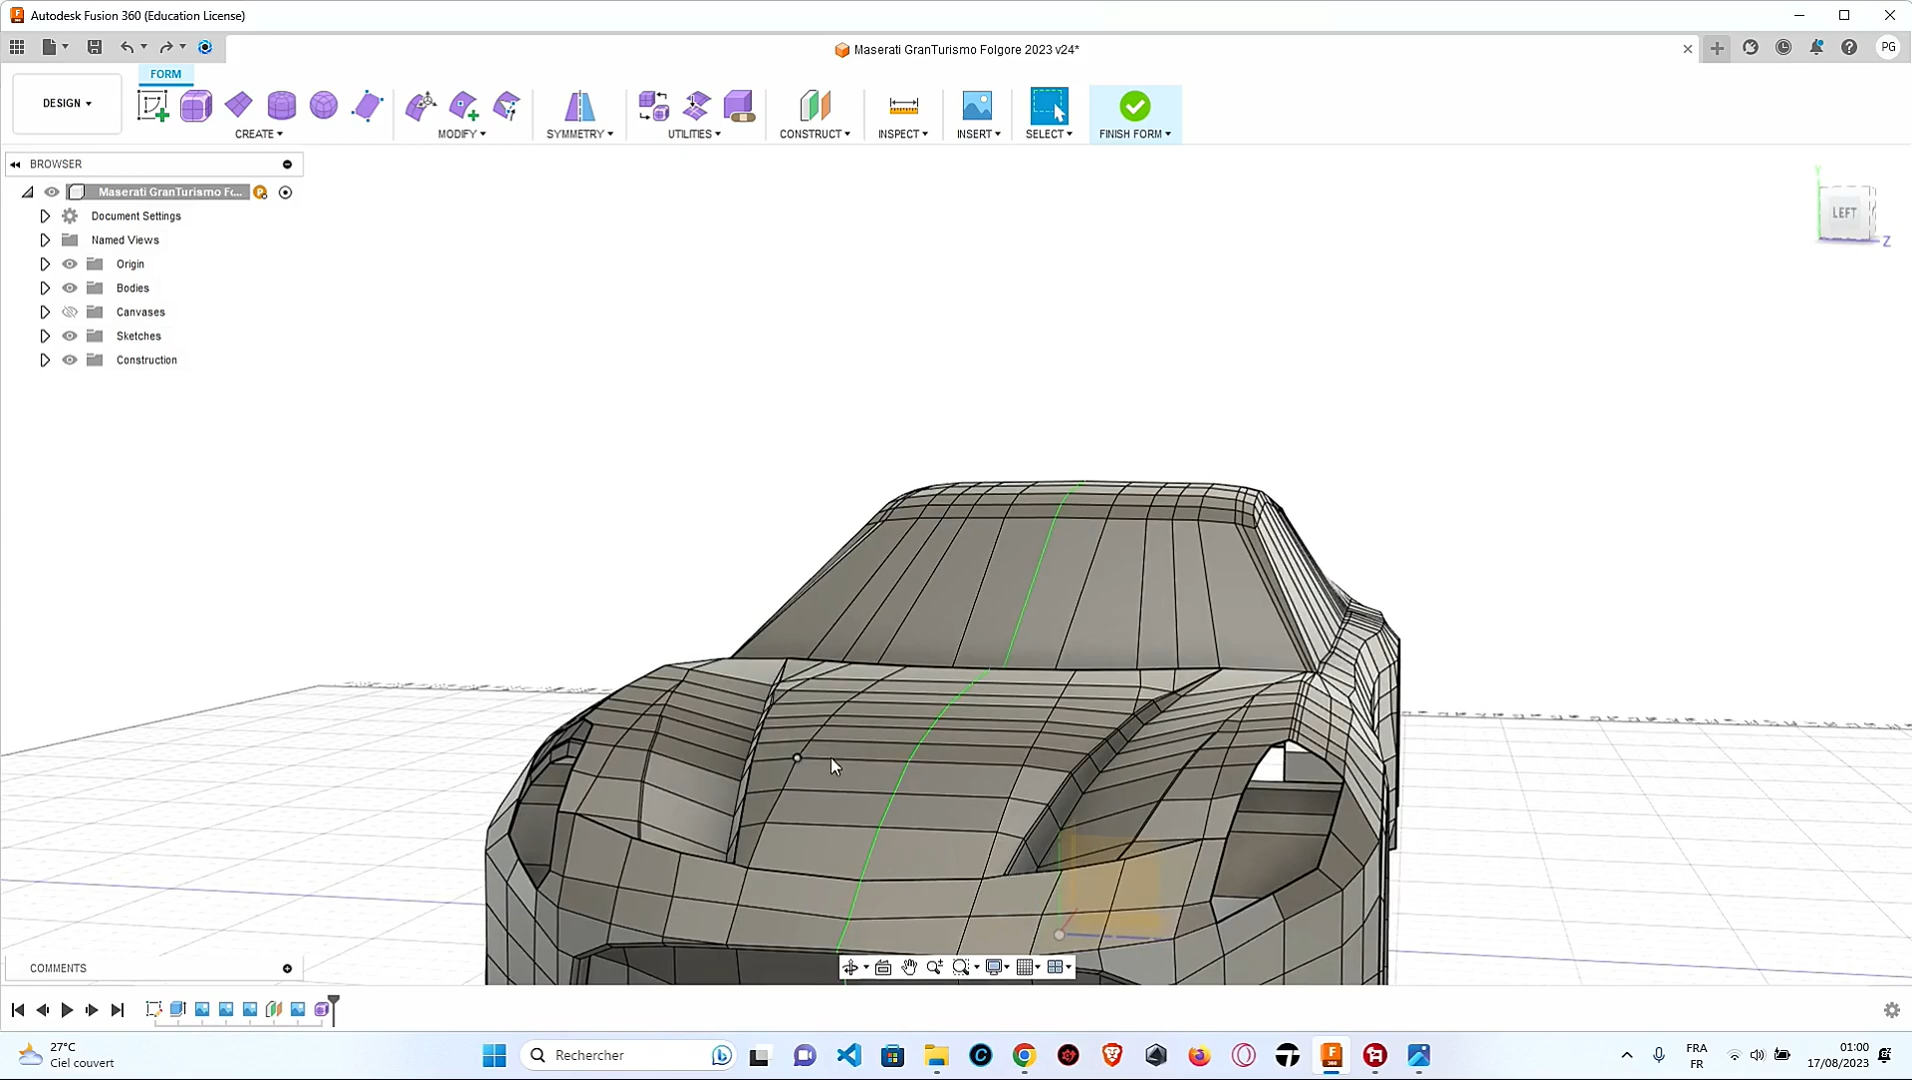 Autodesk Fusion 360 (Education License)
Maserati GranTurismo Folgore 2023 v24*
PG
FORM
DESIGN
CREATE
MODIFY
SYMMETRY
UTILITIES
CONSTRUCT
INSPECT
INSERT
SELECT
FINISH FORM
BROWSER
Maserati GranTurismo F(...
Document Settings
Named Views
Origin
Bodies
Canvases
Sketches
Construction
LEFT
Y
Z
COMMENTS
27°C
Ciel couvert
Rechercher
FRA
FR
01:00
17/08/2023